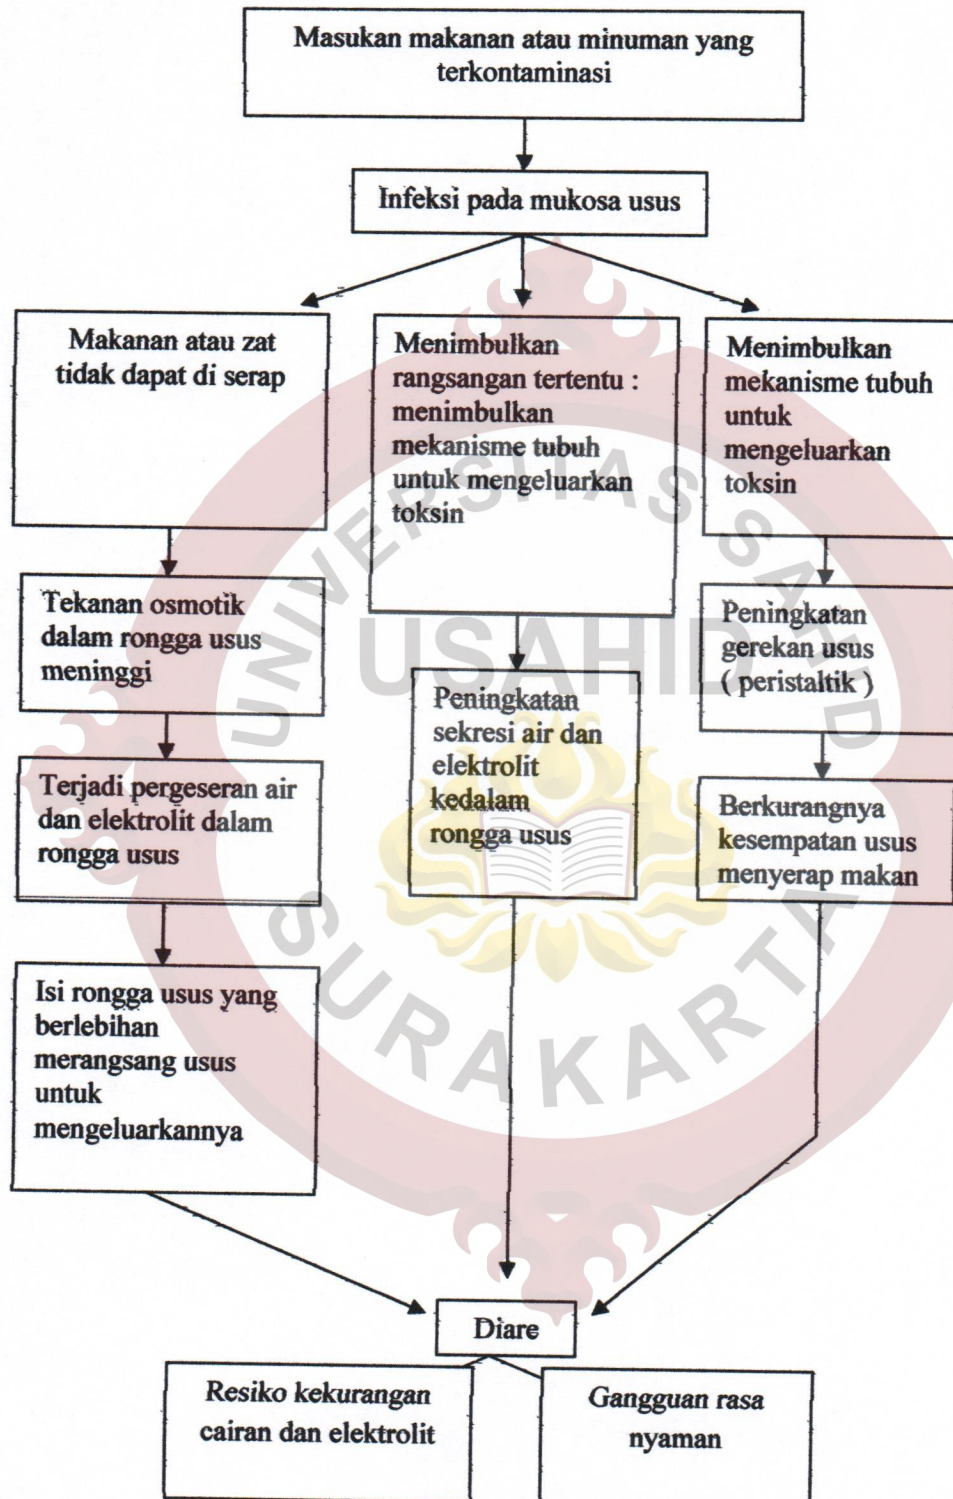 Masukan makanan atau minuman yang
terkontaminasi
Infeksi pada mukosa usus
Makanan atau zat
tidak dapat di serap
Menimbulkan
rangsangan tertentu :
menimbulkan
mekanisme tubuh
untuk mengeluarkan
toksin
Menimbulkan
mekanisme tubuh
untuk
mengeluarkan
toksin
Tekanan osmotik
dalam rongga usus
meninggi
Peningkatan
gerekan usus
( peristaltik )
Peningkatan
sekresi air dan
elektrolit
kedalam
rongga usus
Terjadi pergeseran air
dan elektrolit dalam
rongga usus
Berkurangnya
kesempatan usus
menyerap makan
Isi rongga usus yang
berlebihan
merangsang usus
untuk
mengeluarkannya
Diare
Resiko kekurangan
cairan dan elektrolit
Gangguan rasa
nyaman
UNIVERSITAS SAHID
USAHID
SURAKARTA